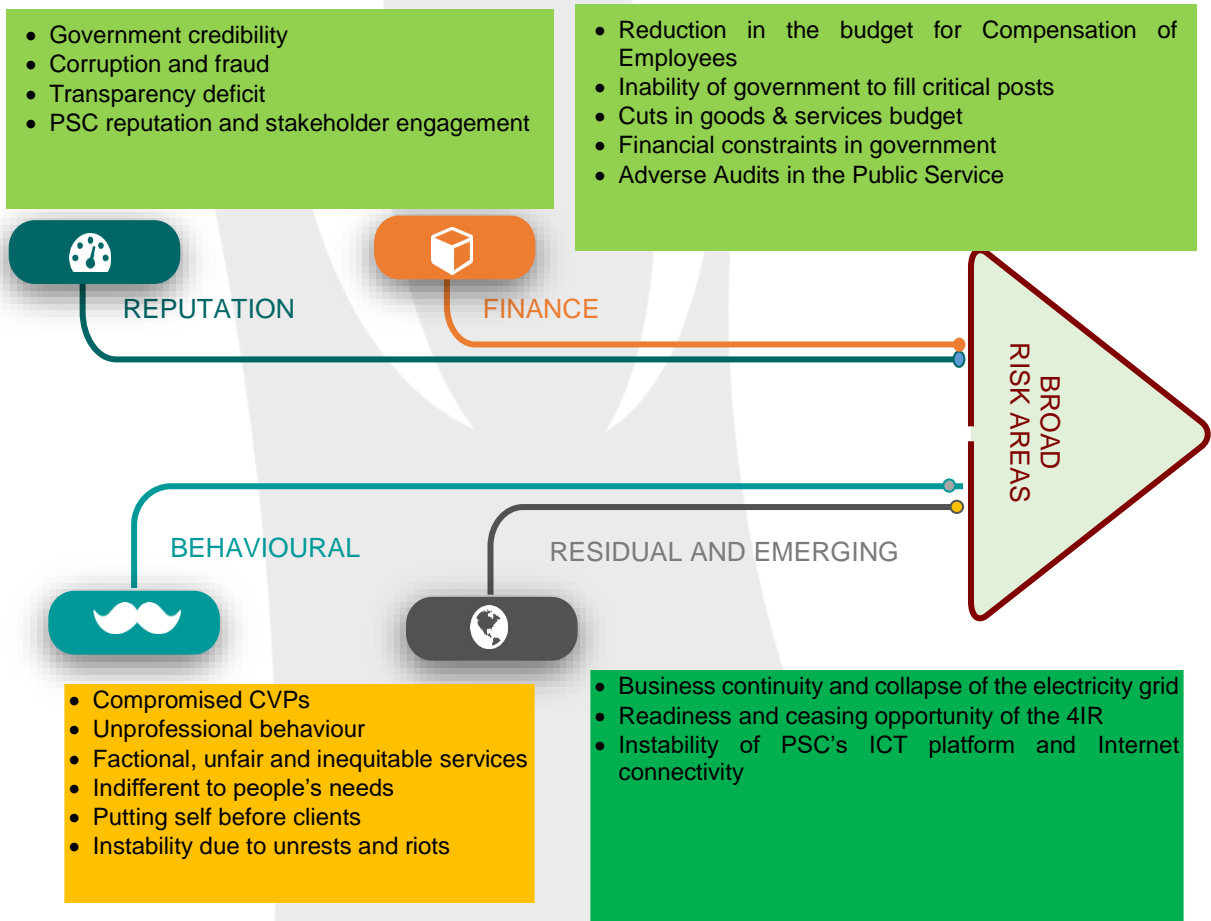 • Government credibility
• Corruption and fraud
• Transparency deficit
• PSC reputation and stakeholder engagement
• Reduction in the budget for Compensation of
Employees
• Inability of government to fill critical posts
• Cuts in goods & services budget
• Financial constraints in government
• Adverse Audits in the Public Service
REPUTATION
FINANCE
BROAD
RISK AREAS
BEHAVIOURAL
RESIDUAL AND EMERGING
• Compromised CVPs
• Unprofessional behaviour
• Factional, unfair and inequitable services
• Indifferent to people’s needs
• Putting self before clients
• Instability due to unrests and riots
• Business continuity and collapse of the electricity grid
• Readiness and ceasing opportunity of the 4IR
• Instability of PSC’s ICT platform and Internet
connectivity